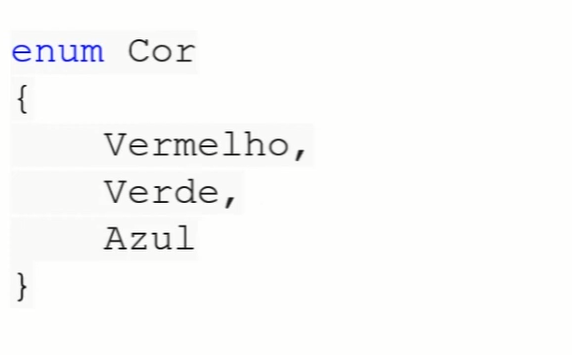 enum Cor
{
    Vermelho,
    Verde,
    Azul
}